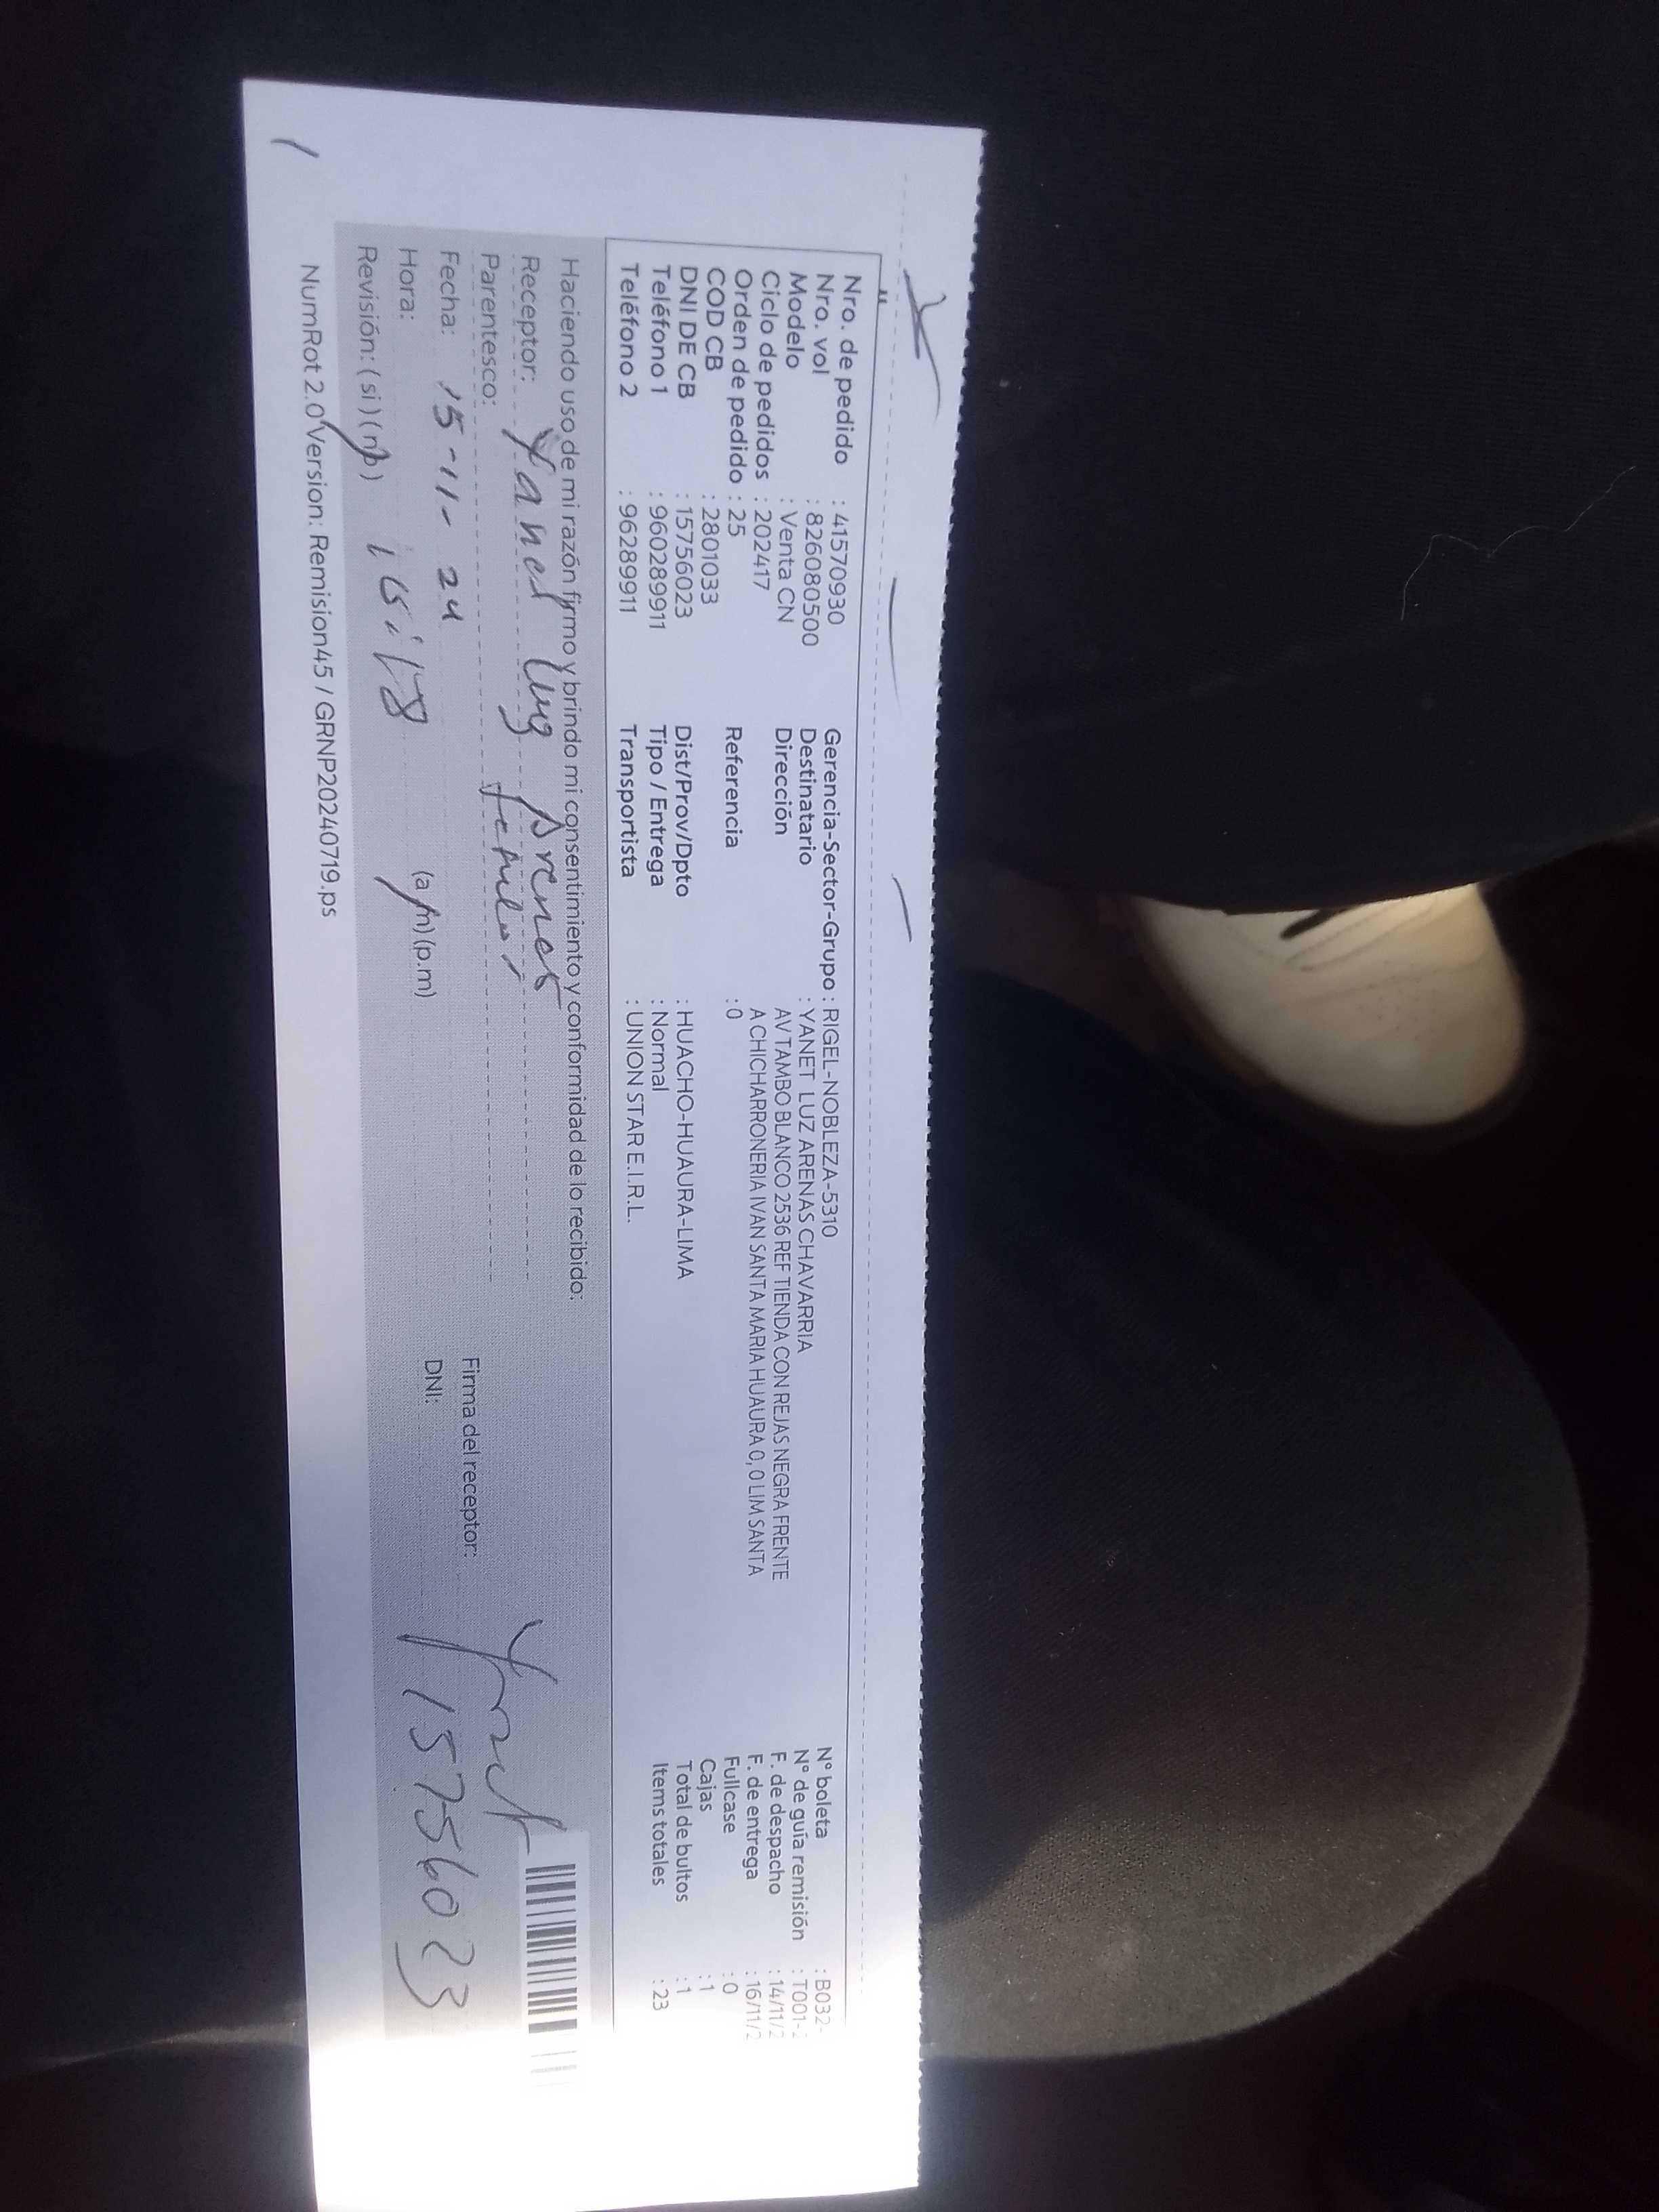 Nro. de pedido : 41570930
Nro. vol : 826080500
Modelo : Venta CN
Ciclo de pedidos : 202417
Orden de pedido : 25
COD CB : 2801033
DNI DE CB : 15756023
Teléfono 1 : 960289911
Teléfono 2 : 96289911
Gerencia-Sector-Grupo : RIGEL-NOBLEZA-5310
Destinatario : YANET LUZ ARENAS CHAVARRIA
Dirección AV TAMBO BLANCO 2536 REF TIENDA CON REJAS NEGRA FRENTE
A CHICHARRONERIA IVAN SANTA MARIA HUAURA 0, 0 LIM SANTA
Referencia : 0
Dist/Prov/Dpto : HUACHO-HUAURA-LIMA
Tipo / Entrega : Normal
Transportista : UNION STAR E.I.R.L.
N° boleta : B032-
N° de guía remisión : T001-
F. de despacho : 14/11/2
F. de entrega : 16/11/2
Fullcase : 0
Cajas : 1
Total de bultos : 1
Items totales : 23
Haciendo uso de mi razón firmo y brindo mi consentimiento y conformidad de lo recibido:
Receptor: Yanet Luz Arenas
Parentesco:
Fecha: 15-11-24
Hora: (a.m) (p.m)
Revisión: (si) (no)
Firma del receptor: Yanet
DNI: 15756023
NumRot 2.0 Version: Remision45 / GRNP20240719.ps